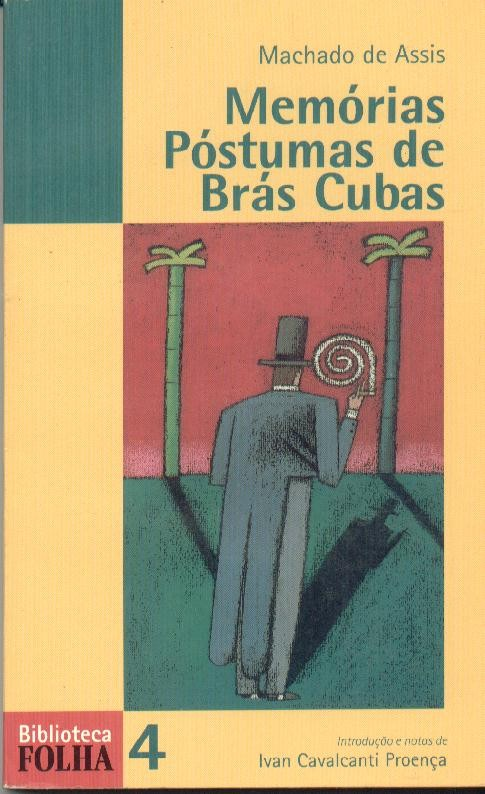 Machado de Assis
Memórias
Póstumas de
Brás Cubas
Biblioteca
FOLHA
4
Introdução e notas de
Ivan Cavalcanti Proença